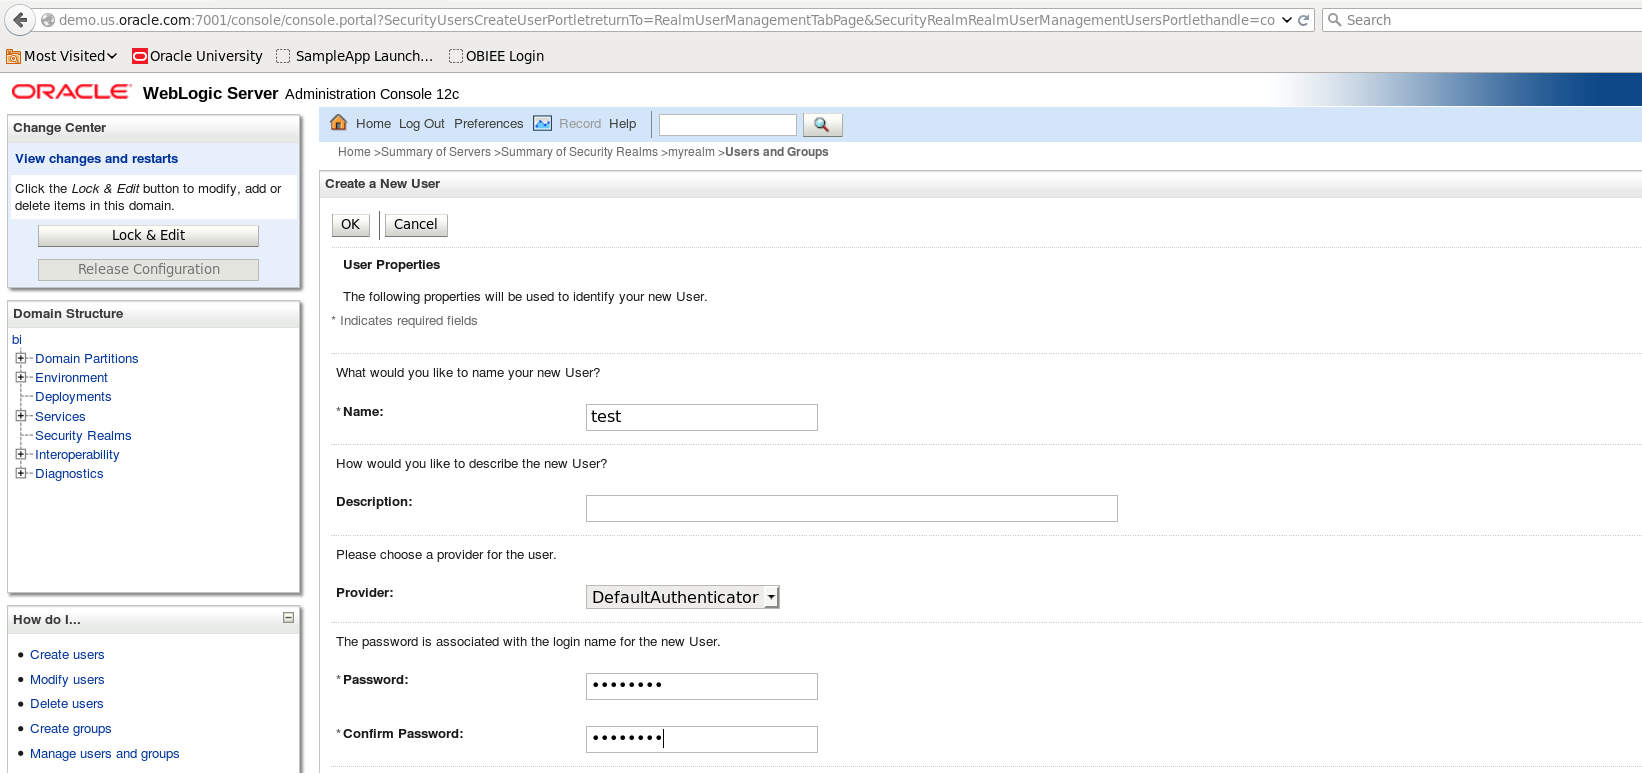 demo.us.oracle.com:7001/console/console.portal?SecurityUsersCreateUserPortletreturnTo=RealmUserManagementTabPage&SecurityRealmRealmUserManagementUsersPortlethandle=co
Search
Most Visited
Oracle University
SampleApp Launch...
OBIEE Login
ORACLE WebLogic Server Administration Console 12c
Change Center
View changes and restarts
Click the Lock & Edit button to modify, add or
delete items in this domain.
Lock & Edit
Release Configuration
Domain Structure
bi
Domain Partitions
Environment
Deployments
Services
Security Realms
Interoperability
Diagnostics
How do I...
Create users
Modify users
Delete users
Create groups
Manage users and groups
Home Log Out Preferences Record Help
Home >Summary of Servers >Summary of Security Realms >myrealm >Users and Groups
Create a New User
OK Cancel
User Properties
The following properties will be used to identify your new User.
* Indicates required fields
What would you like to name your new User?
* Name: test
How would you like to describe the new User?
Description:
Please choose a provider for the user.
Provider: DefaultAuthenticator
The password is associated with the login name for the new User.
* Password: ••••••••
* Confirm Password: ••••••••